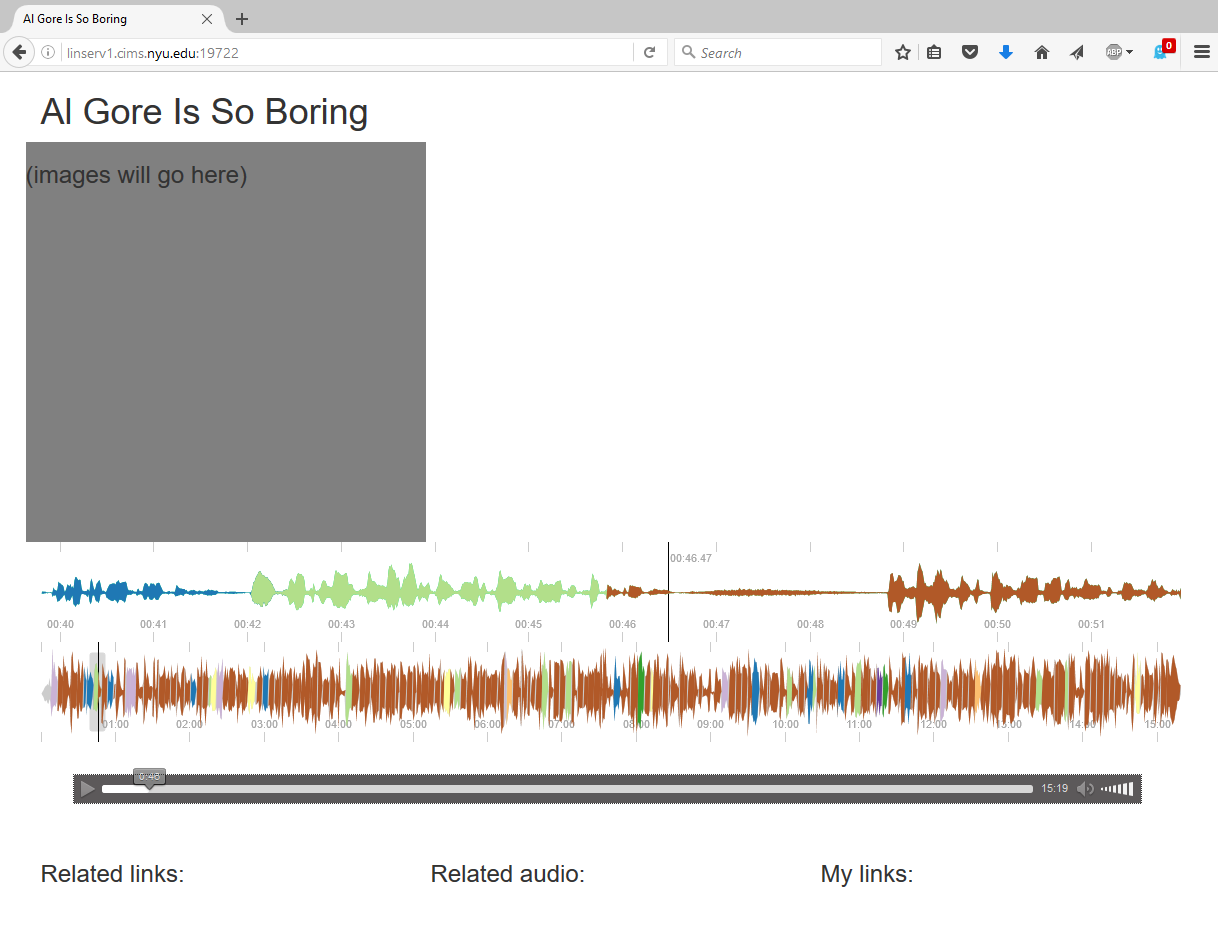 Al Gore Is So Boring
linserv1.cims.nyu.edu:19722
Search
ABP
0
Al Gore Is So Boring
(images will go here)
00:46.47
00:40 00:41 00:42 00:43 00:44 00:45 00:46 00:47 00:48 00:49 00:50 00:51
01:00 02:00 03:00 04:00 05:00 06:00 07:00 08:00 09:00 10:00 11:00 12:00 13:00 14:00 15:00
0:46
15:19
Related links: Related audio: My links: